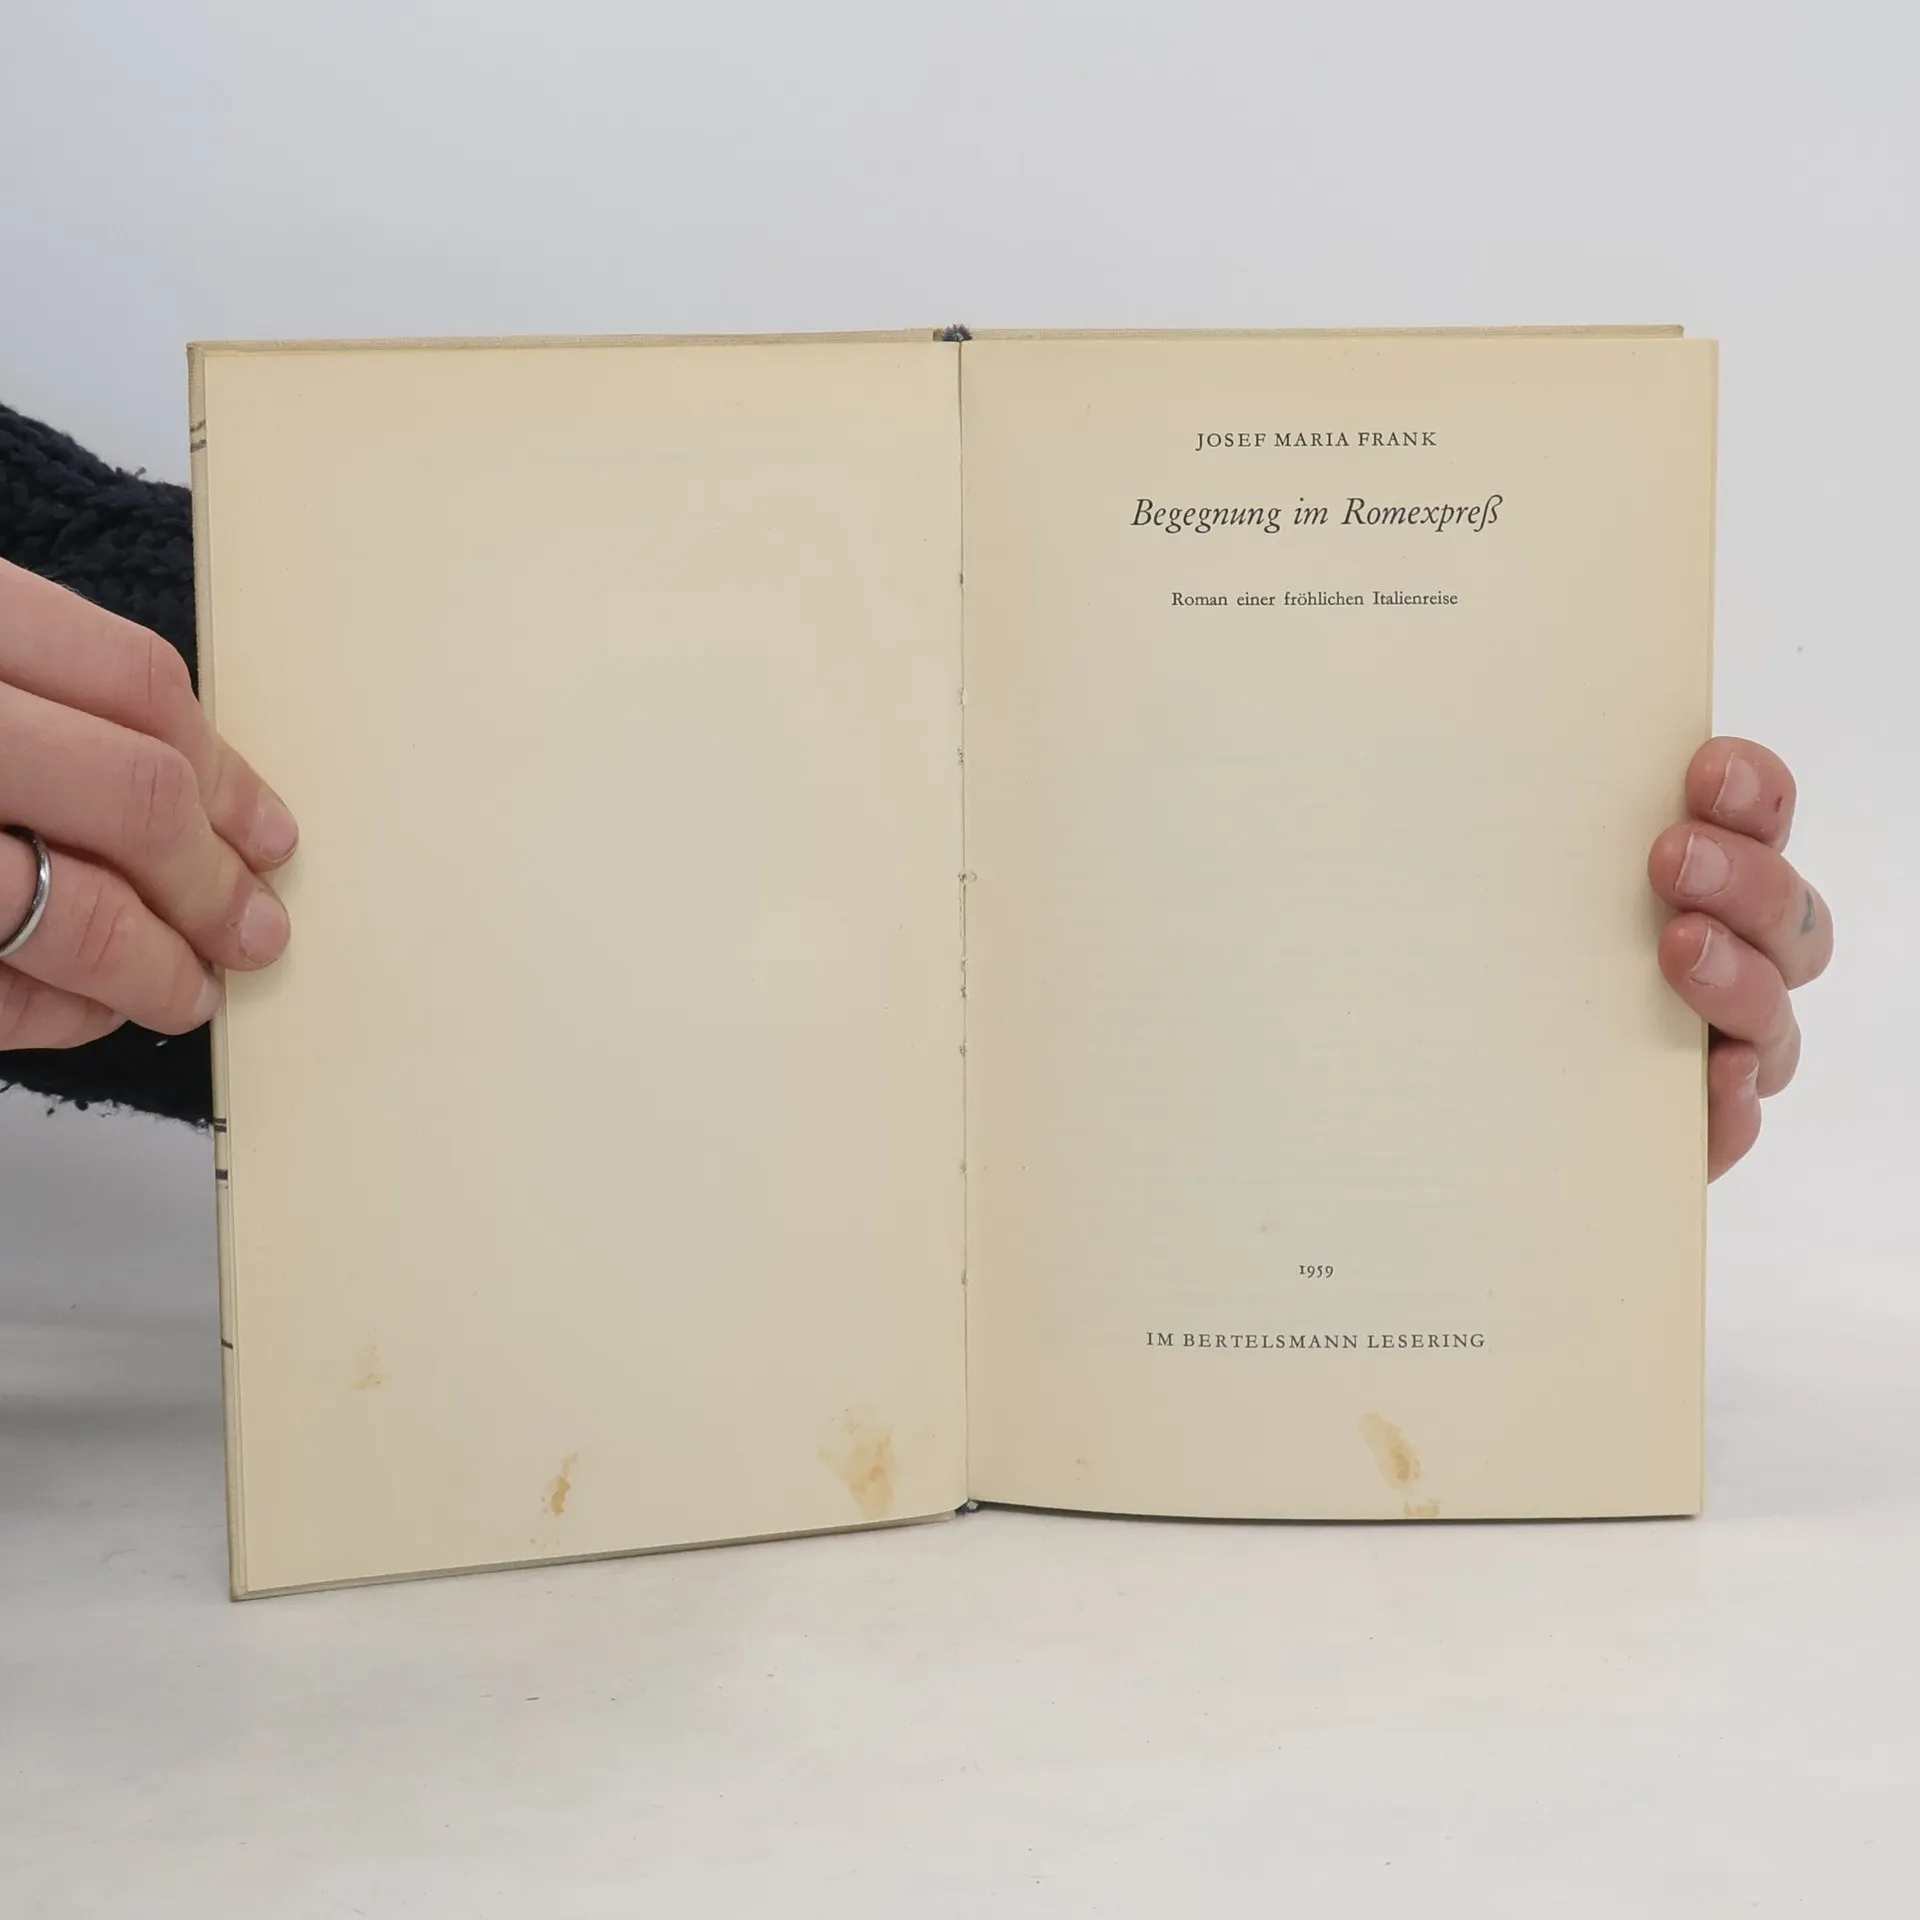 JOSEF MARIA FRANK
Begegnung im Romexpreß
Roman einer fröhlichen Italienreise
1959
IM BERTELSMANN LESERING